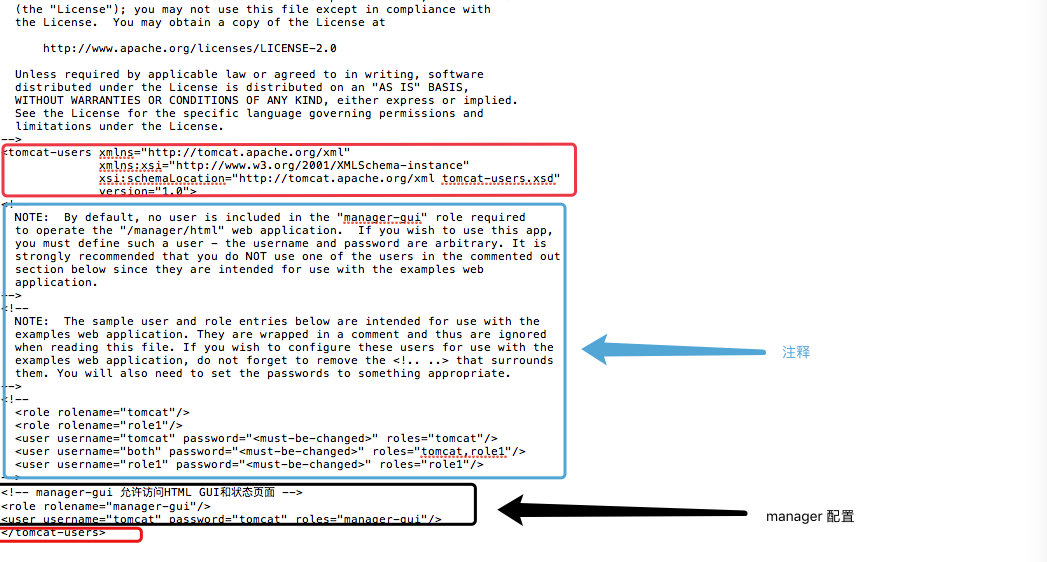 (the "License"); you may not use this file except in compliance with
the License.  You may obtain a copy of the License at
http://www.apache.org/licenses/LICENSE-2.0
Unless required by applicable law or agreed to in writing, software
distributed under the License is distributed on an "AS IS" BASIS,
WITHOUT WARRANTIES OR CONDITIONS OF ANY KIND, either express or implied.
See the License for the specific language governing permissions and
limitations under the License.
-->
<tomcat-users xmlns="http://tomcat.apache.org/xml"
xmlns:xsi="http://www.w3.org/2001/XMLSchema-instance"
xsi:schemaLocation="http://tomcat.apache.org/xml tomcat-users.xsd"
version="1.0">
NOTE:  By default, no user is included in the "manager-gui" role required
to operate the "/manager/html" web application.  If you wish to use this app,
you must define such a user - the username and password are arbitrary. It is
strongly recommended that you do NOT use one of the users in the commented out
section below since they are intended for use with the examples web
application.
-->
<!--
NOTE:  The sample user and role entries below are intended for use with the
examples web application. They are wrapped in a comment and thus are ignored
when reading this file. If you wish to configure these users for use with the
examples web application, do not forget to remove the <!.. ..> that surrounds
them. You will also need to set the passwords to something appropriate.
-->
<!--
<role rolename="tomcat"/>
<role rolename="role1"/>
<user username="tomcat" password="<must-be-changed>" roles="tomcat"/>
<user username="both" password="<must-be-changed>" roles="tomcat,role1"/>
<user username="role1" password="<must-be-changed>" roles="role1"/>
<!-- manager-gui 允许访问HTML GUI和状态页面 -->
<role rolename="manager-gui"/>
<user username="tomcat" password="tomcat" roles="manager-gui"/>
</tomcat-users>
注释
manager 配置